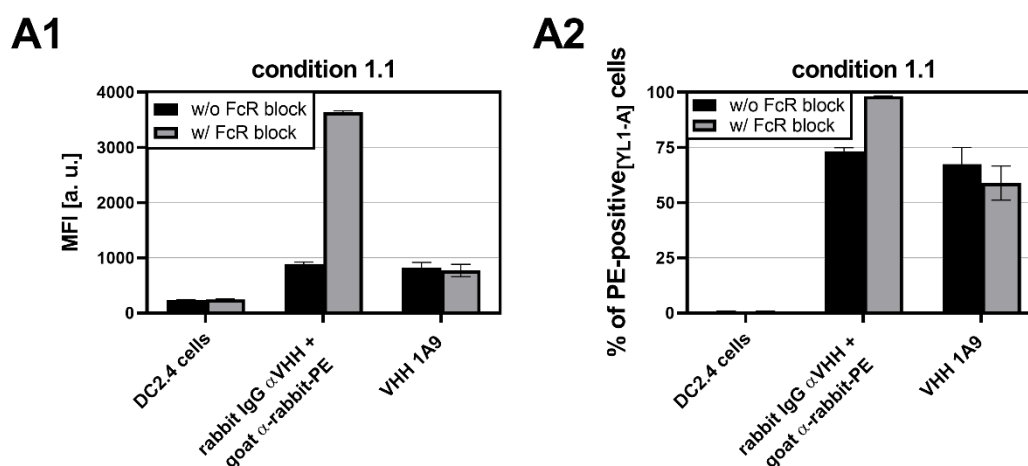 A1
condition 1.1
w/o FcR block
w/ FcR block
MFI [a. u.]
4000
3000
2000
1000
0
DC2.4 cells
rabbit IgG αVHH +
goat α-rabbit-PE
VHH 1A9
A2
condition 1.1
w/o FcR block
w/ FcR block
% of PE-positive[YL1-A] cells
100
75
50
25
0
DC2.4 cells
rabbit IgG αVHH +
goat α-rabbit-PE
VHH 1A9